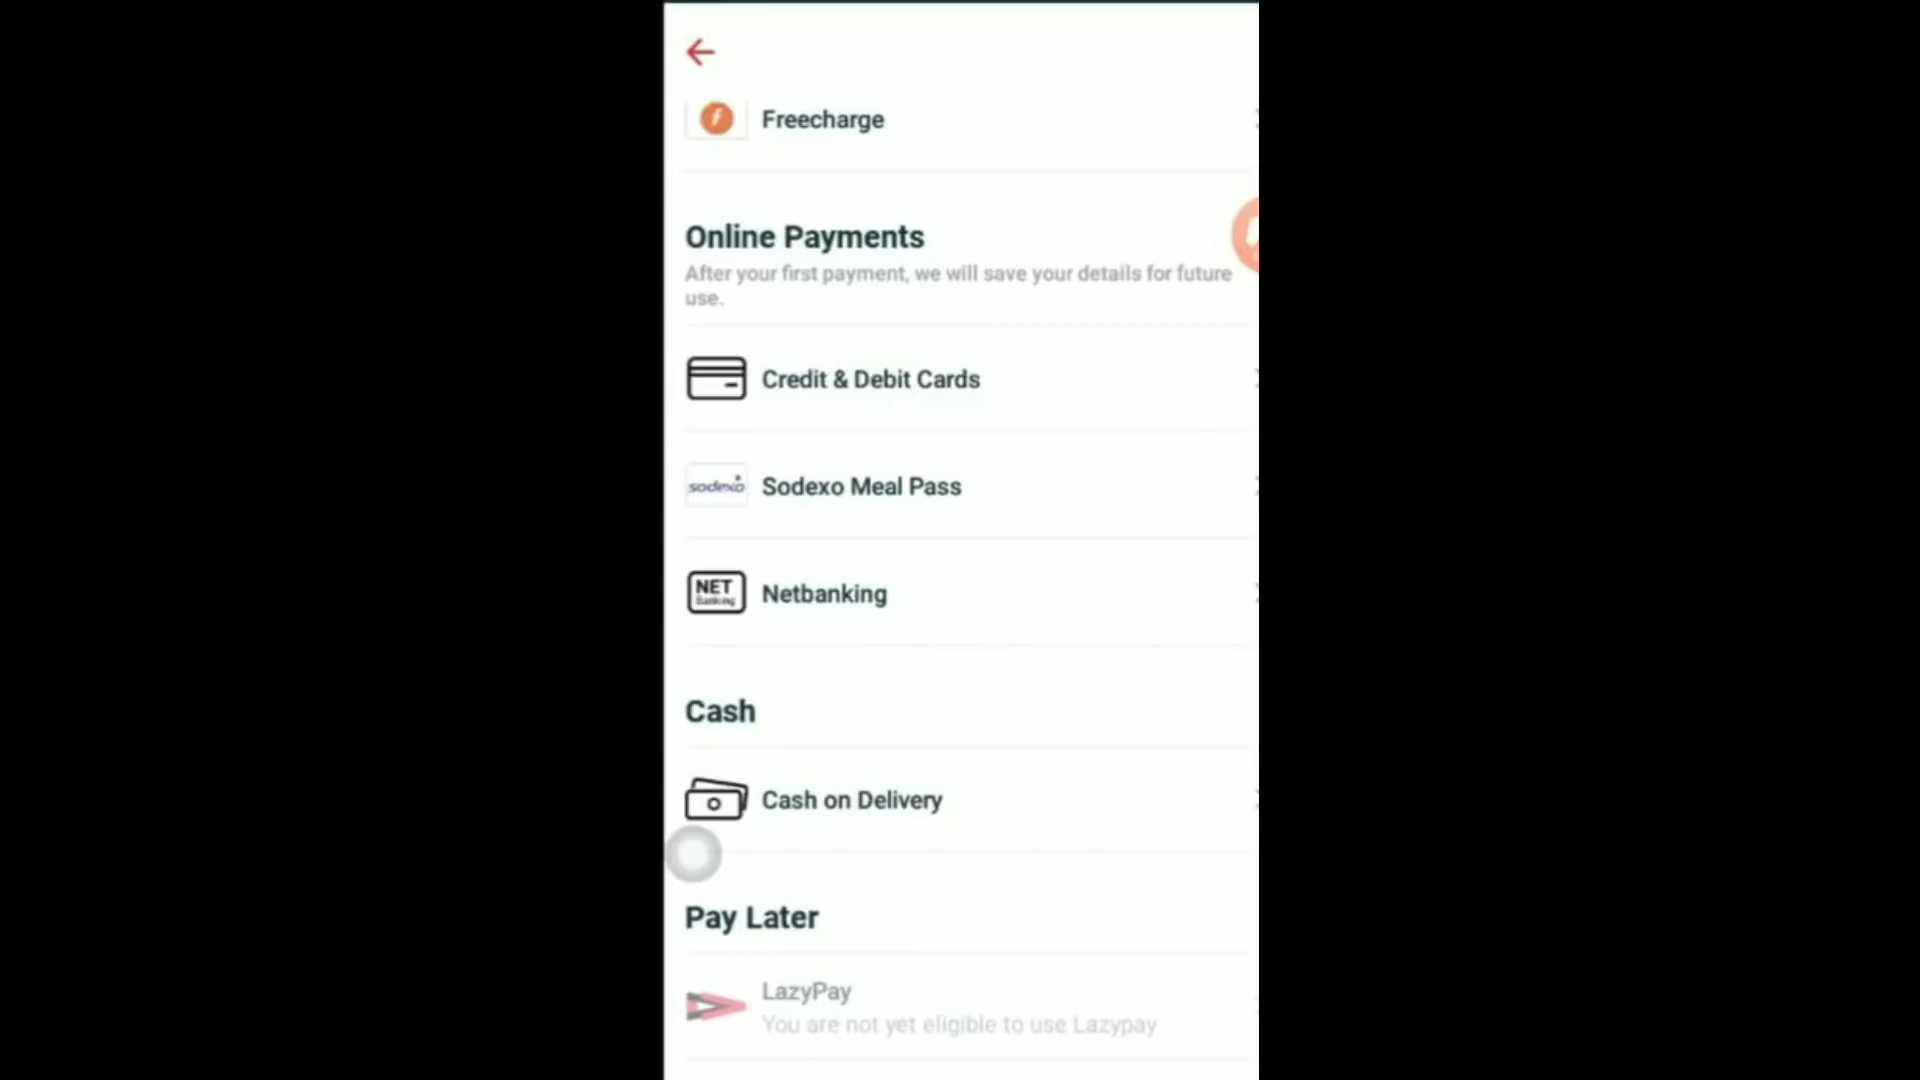 Freecharge
Online Payments
After your first payment, we will save your details for future
use.
Credit & Debit Cards
sodexo
Sodexo Meal Pass
NET
Banking
Netbanking
Cash
Cash on Delivery
Pay Later
LazyPay
You are not yet eligible to use Lazypay